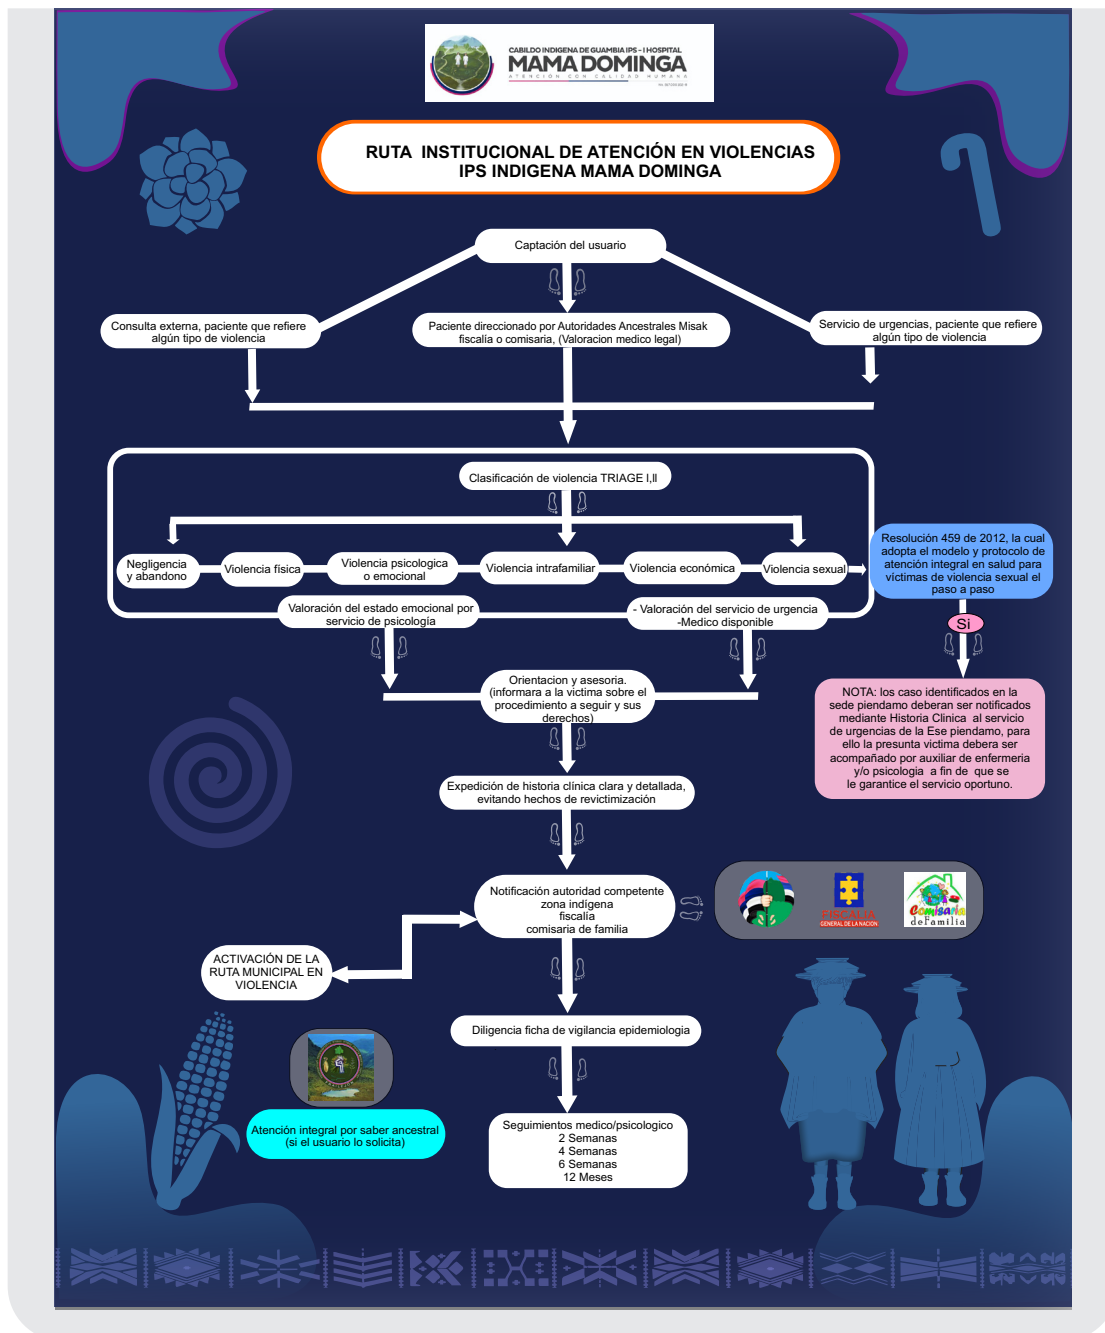 CABILDO INDIGENA DE GUAMBIA IPS - I HOSPITAL
MAMA DOMINGA
ATENCIÓN CON CALIDAD HUMANA
RUTA INSTITUCIONAL DE ATENCIÓN EN VIOLENCIAS
IPS INDIGENA MAMA DOMINGA
Captación del usuario
Consulta externa, paciente que refiere
algún tipo de violencia
Paciente direccionado por Autoridades Ancestrales Misak
fiscalía o comisaria, (Valoracion medico legal)
Servicio de urgencias, paciente que refiere
algún tipo de violencia
Clasificación de violencia TRIAGE I,II
Negligencia
y abandono
Violencia física
Violencia psicologica
o emocional
Violencia intrafamiliar
Violencia económica
Violencia sexual
Resolución 459 de 2012, la cual
adopta el modelo y protocolo de
atención integral en salud para
víctimas de violencia sexual el
paso a paso
Si
Valoración del estado emocional por
servicio de psicología
- Valoración del servicio de urgencia
-Medico disponible
Orientacion y asesoria.
(informara a la victima sobre el
procedimiento a seguir y sus
derechos)
NOTA: los caso identificados en la
sede piendamo deberan ser notificados
mediante Historia Clinica al servicio
de urgencias de la Ese piendamo, para
ello la presunta victima debera ser
acompañado por auxiliar de enfermeria
y/o psicologia a fin de que se
le garantice el servicio oportuno.
Expedición de historia clínica clara y detallada,
evitando hechos de revictimización
Notificación autoridad competente
zona indígena
fiscalía
comisaria de familia
FISCALIA
GENERAL DE LA NACION
Comisaria
de Familia
ACTIVACIÓN DE LA
RUTA MUNICIPAL EN
VIOLENCIA
Diligencia ficha de vigilancia epidemiologia
Atención integral por saber ancestral
(si el usuario lo solicita)
Seguimientos medico/psicologico
2 Semanas
4 Semanas
6 Semanas
12 Meses